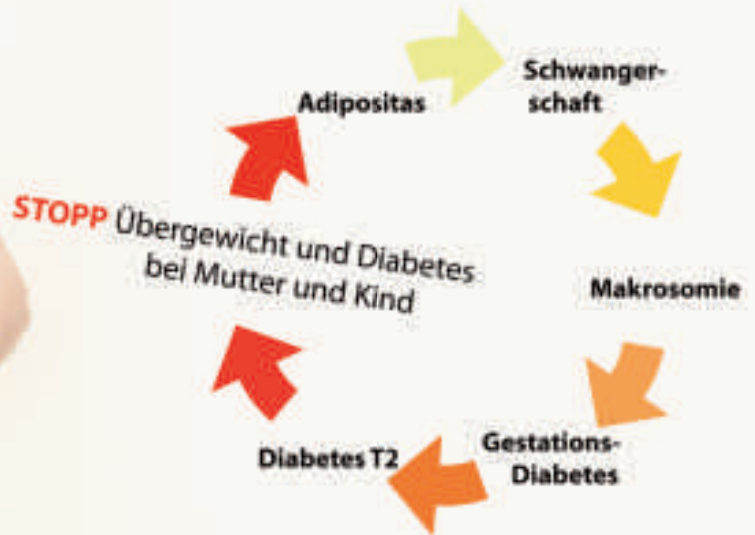 Adipositas
Schwanger-
schaft
STOPP Übergewicht und Diabetes
bei Mutter und Kind
Makrosomie
Gestations-
Diabetes
Diabetes T2